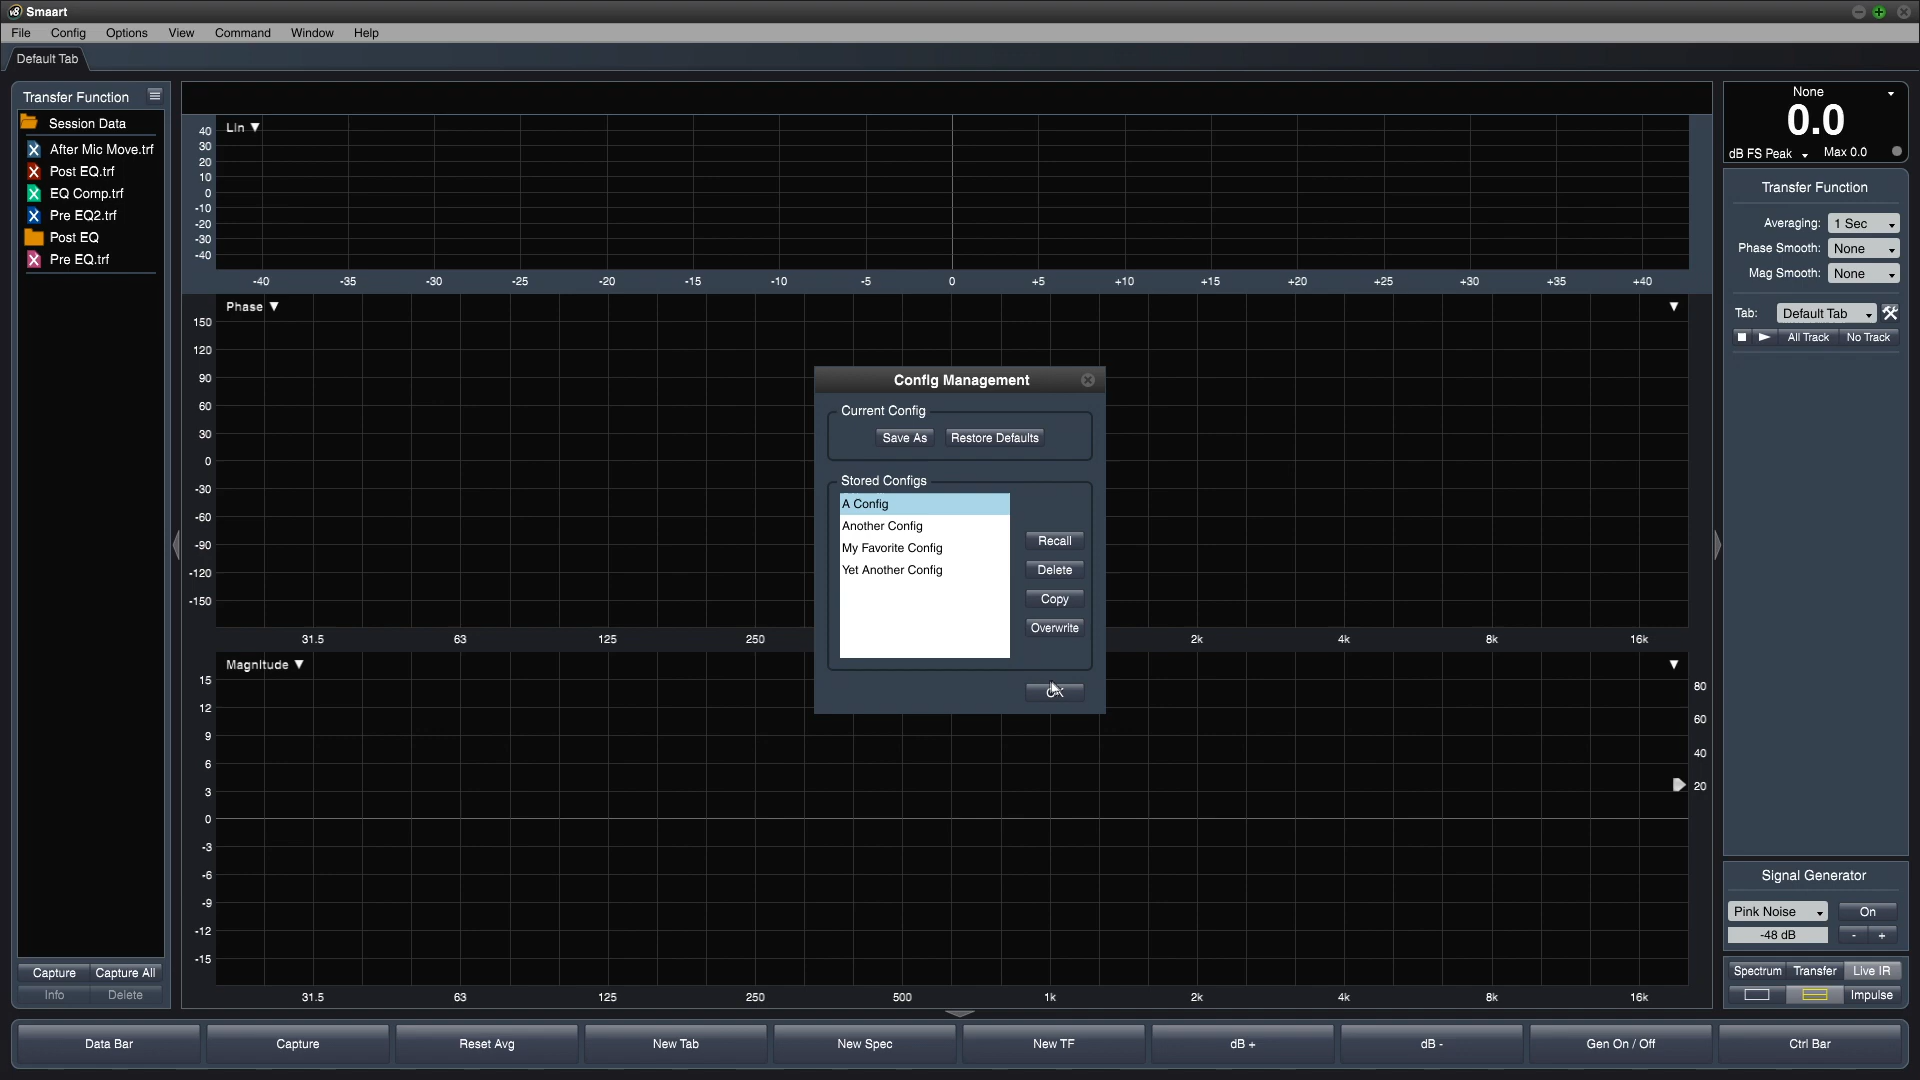 v8 Smaart
File Config Options View Command Window Help
Default Tab
Transfer Function
Session Data
After Mic Move.trf
Post EQ.trf
EQ Comp.trf
Pre EQ2.trf
Post EQ
Pre EQ.trf
Capture Capture All
Info Delete
Lin
40
30
20
10
0
-10
-20
-30
-40
-40 -35 -30 -25 -20 -15 -10 -5 0 +5 +10 +15 +20 +25 +30 +35 +40
Phase
150
120
90
60
30
0
-30
-60
-90
-120
-150
31.5 63 125 250 2k 4k 8k 16k
Magnitude
15
12
9
6
3
0
-3
-6
-9
-12
-15
80
60
40
20
31.5 63 125 250 500 1k 2k 4k 8k 16k
Config Management
Current Config
Save As Restore Defaults
Stored Configs
A Config
Another Config
My Favorite Config
Yet Another Config
Recall
Delete
Copy
Overwrite
OK
None
0.0
dB FS Peak Max 0.0
Transfer Function
Averaging: 1 Sec
Phase Smooth: None
Mag Smooth: None
Tab: Default Tab
All Track No Track
Signal Generator
Pink Noise On
-48 dB - +
Spectrum Transfer Live IR
Impulse
Data Bar Capture Reset Avg New Tab New Spec New TF dB + dB - Gen On / Off Ctrl Bar